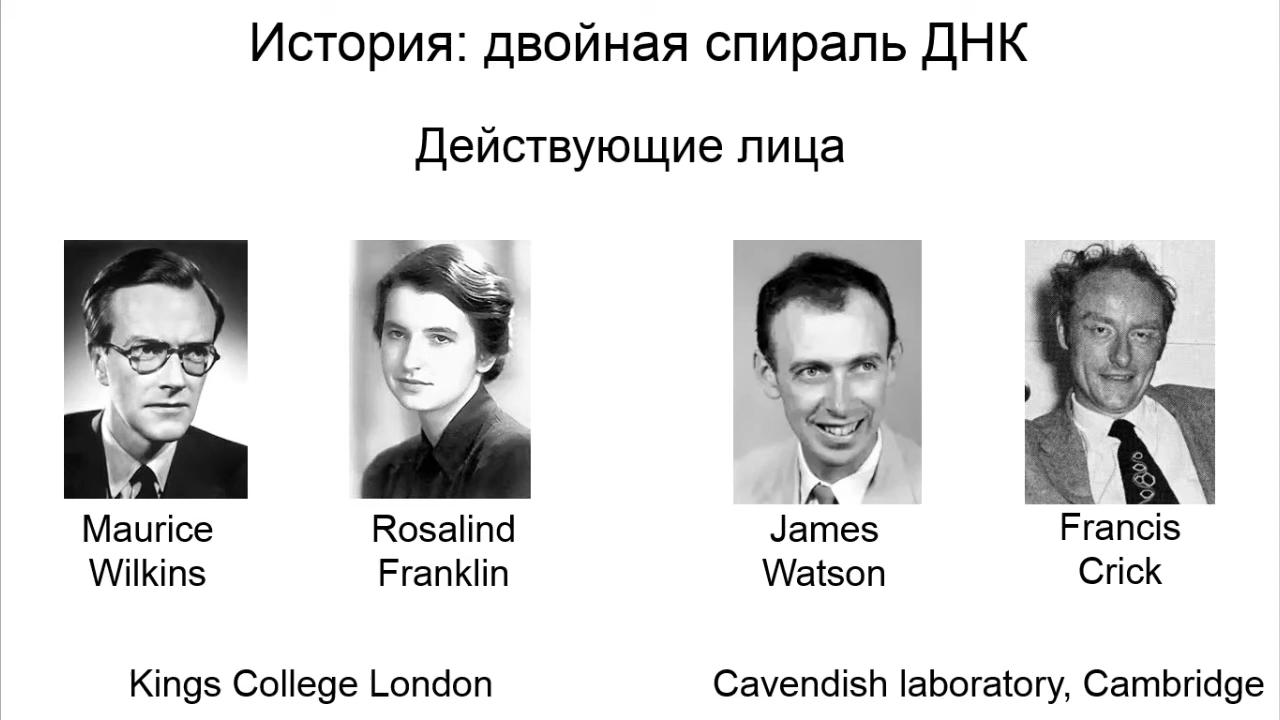 История: двойная спираль ДНК
Действующие лица
Maurice
Wilkins
Rosalind
Franklin
James
Watson
Francis
Crick
Kings College London
Cavendish laboratory, Cambridge